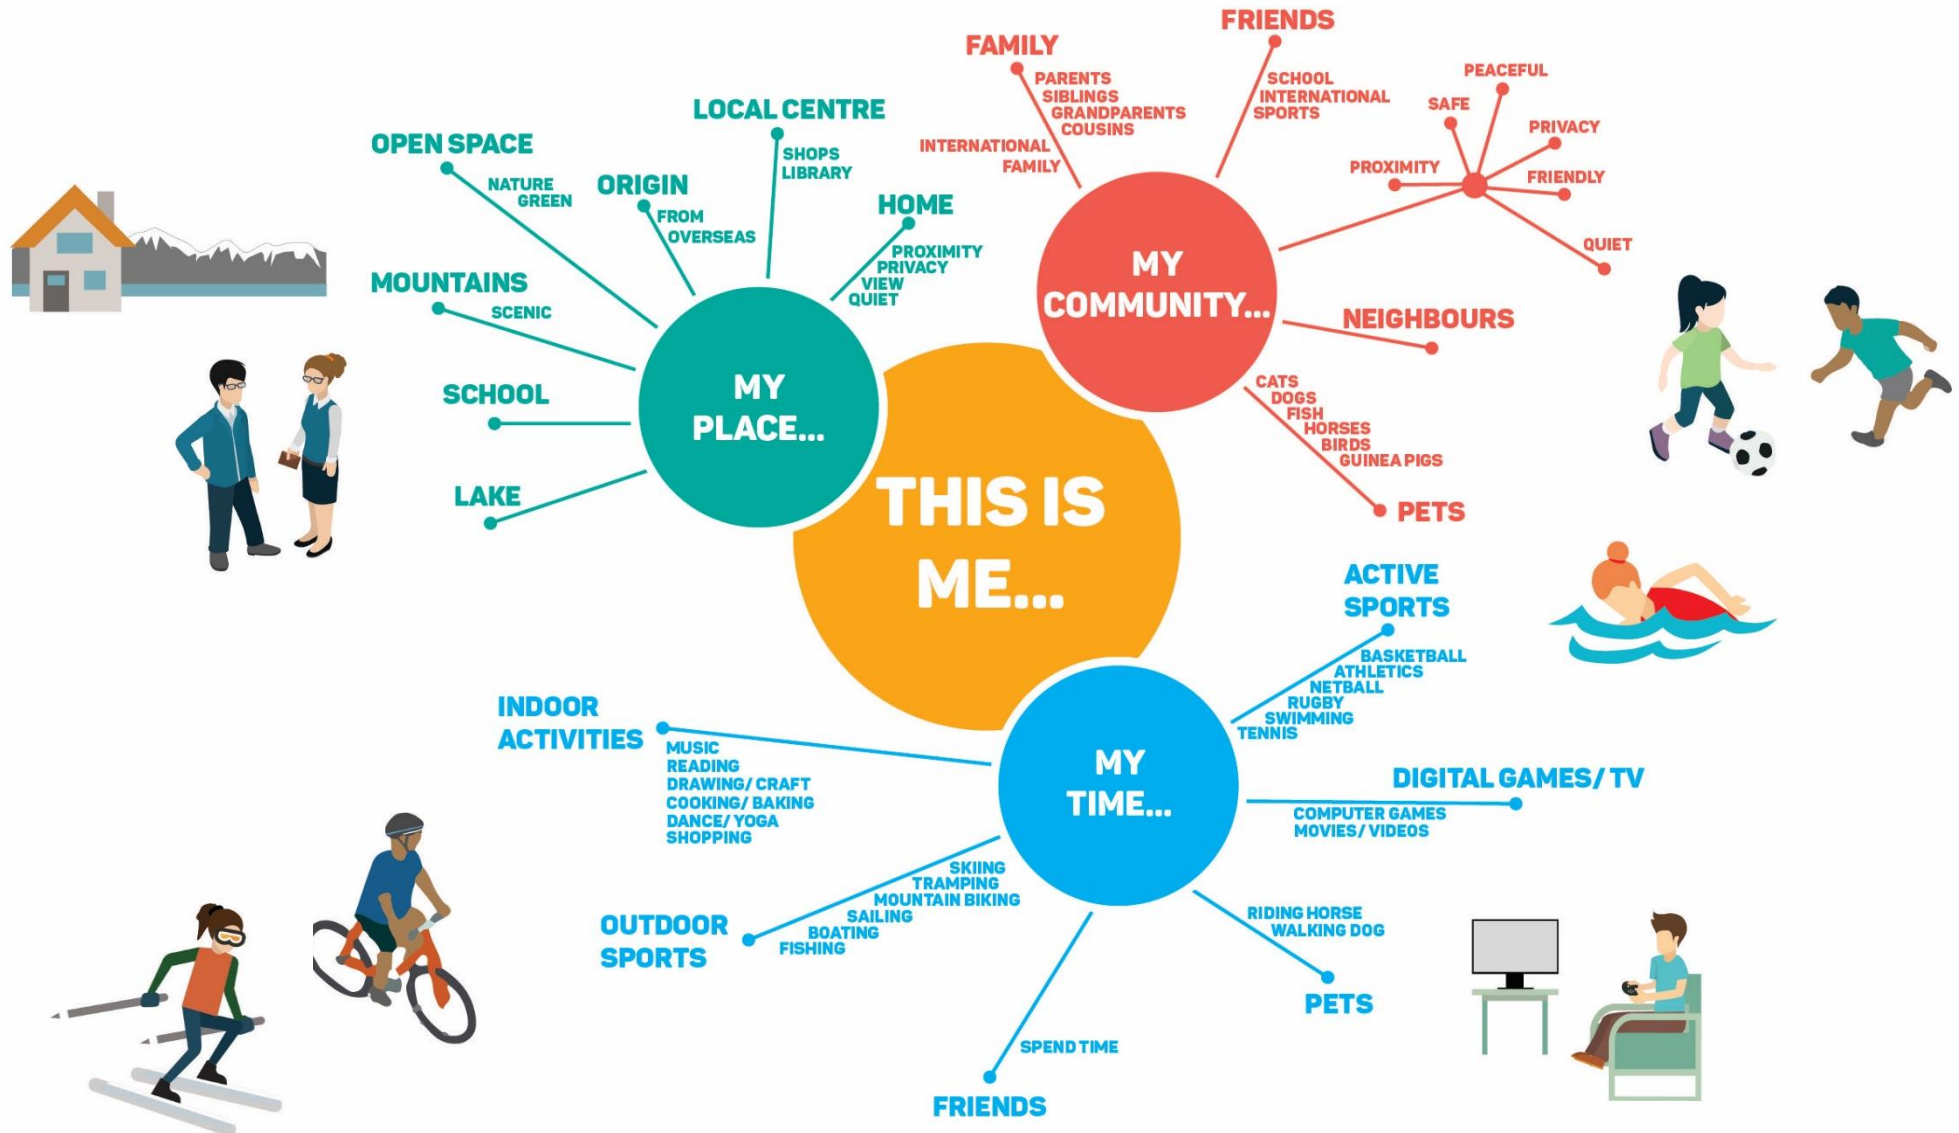 THIS IS
ME...
MY
PLACE...
OPEN SPACE
NATURE
GREEN
ORIGIN
FROM
OVERSEAS
LOCAL CENTRE
SHOPS
LIBRARY
HOME
PROXIMITY
PRIVACY
VIEW
QUIET
MOUNTAINS
SCENIC
SCHOOL
LAKE
MY
COMMUNITY...
FAMILY
PARENTS
SIBLINGS
GRANDPARENTS
COUSINS
INTERNATIONAL
FAMILY
FRIENDS
SCHOOL
INTERNATIONAL
SPORTS
PEACEFUL
SAFE
PRIVACY
PROXIMITY
FRIENDLY
QUIET
NEIGHBOURS
CATS
DOGS
FISH
HORSES
BIRDS
GUINEA PIGS
PETS
MY
TIME...
ACTIVE
SPORTS
BASKETBALL
ATHLETICS
NETBALL
RUGBY
SWIMMING
TENNIS
DIGITAL GAMES/ TV
COMPUTER GAMES
MOVIES/ VIDEOS
RIDING HORSE
WALKING DOG
PETS
SPEND TIME
FRIENDS
SKIING
TRAMPING
MOUNTAIN BIKING
SAILING
BOATING
FISHING
OUTDOOR
SPORTS
INDOOR
ACTIVITIES
MUSIC
READING
DRAWING/ CRAFT
COOKING/ BAKING
DANCE/ YOGA
SHOPPING